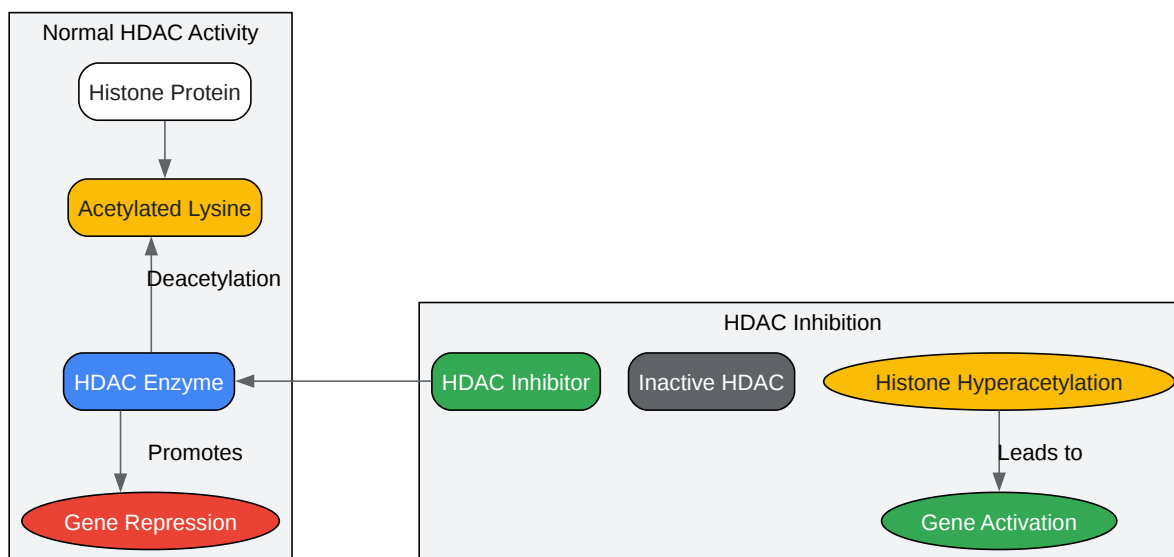 Normal HDAC Activity
Histone Protein
Acetylated Lysine
Deacetylation
HDAC Enzyme
Promotes
Gene Repression
HDAC Inhibition
HDAC Inhibitor
Inactive HDAC
Histone Hyperacetylation
Leads to
Gene Activation